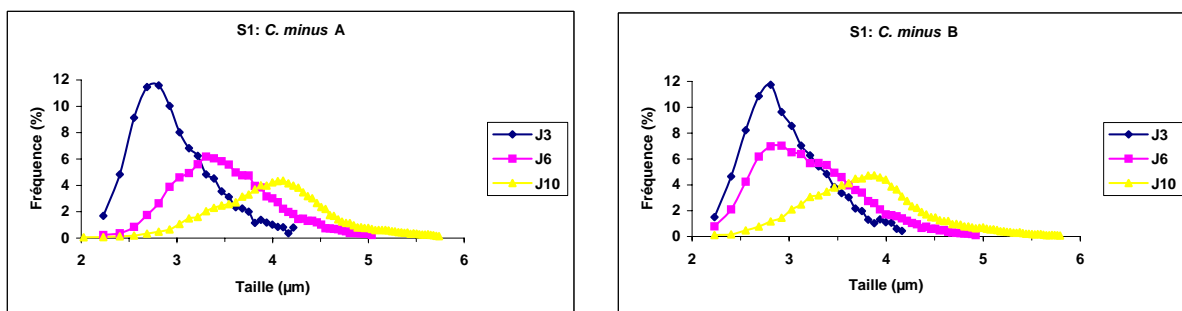 S1: C. minus A
Fréquence (%)
12
10
8
6
4
2
0
2 3 4 5 6
Taille (µm)
J3
J6
J10
S1: C. minus B
Fréquence (%)
12
10
8
6
4
2
0
2 3 4 5 6
Taille (µm)
J3
J6
J10